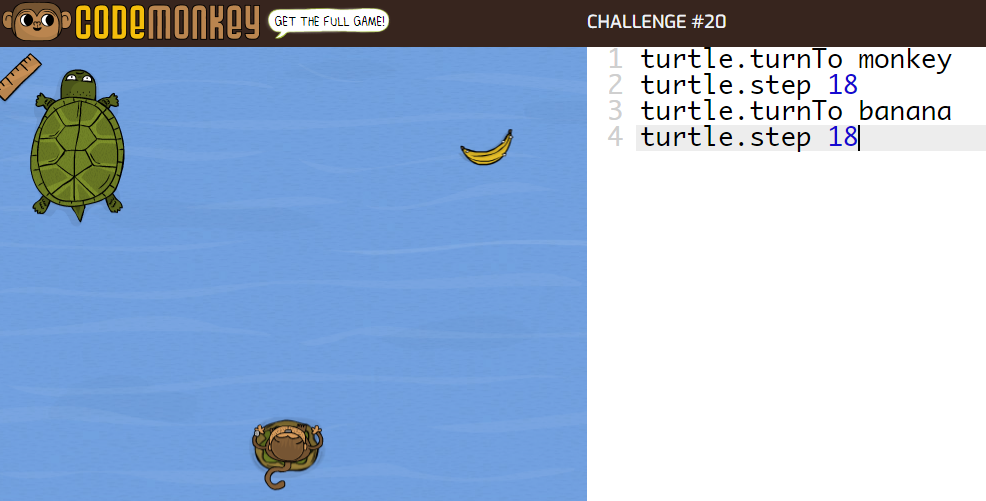 CODEMONKEY
GET THE FULL GAME!
CHALLENGE #20
1 turtle.turnTo monkey
2 turtle.step 18
3 turtle.turnTo banana
4 turtle.step 18